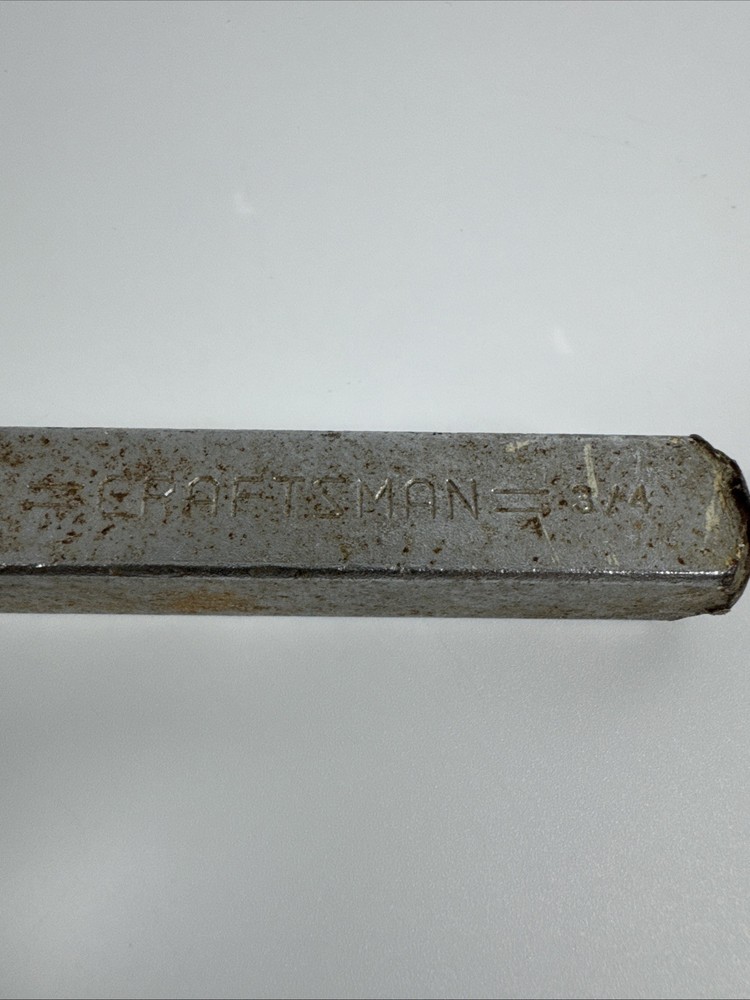 =CRAFTSMAN= 3/4